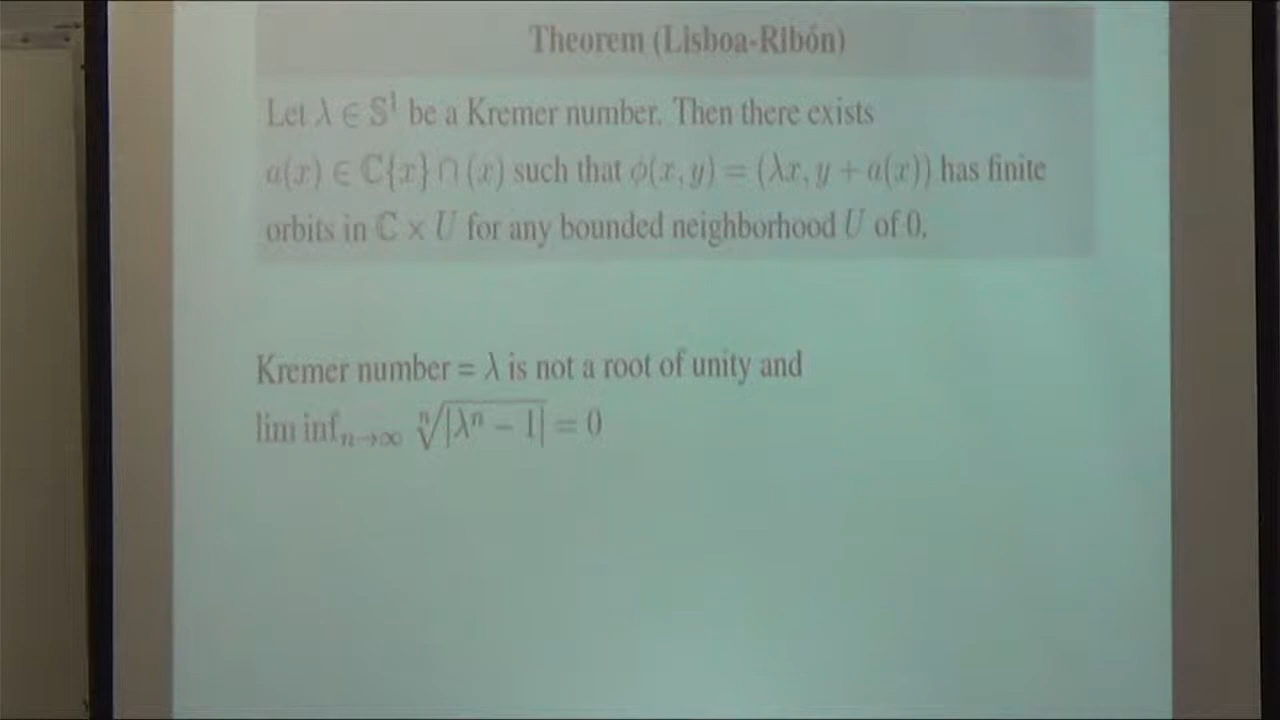 Theorem (Lisboa-Ribón)
Let λ ∈ 𝕊¹ be a Kremer number. Then there exists
a(x) ∈ ℂ{x} ∩ (x) such that ϕ(x, y) = (λx, y + a(x)) has finite
orbits in ℂ × U for any bounded neighborhood U of 0.
Kremer number = λ is not a root of unity and
lim inf_{n→∞} ⁿ√|λⁿ − 1| = 0